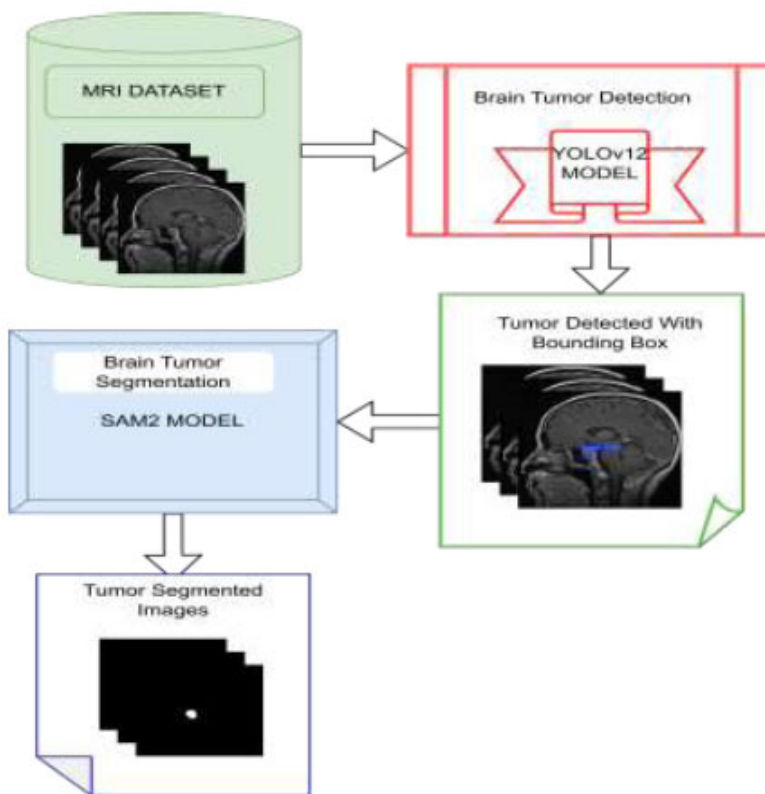 MRI DATASET
Brain Tumor Detection
YOLOv12
MODEL
Tumor Detected With
Bounding Box
Brain Tumor
Segmentation
SAM2 MODEL
Tumor Segmented
Images